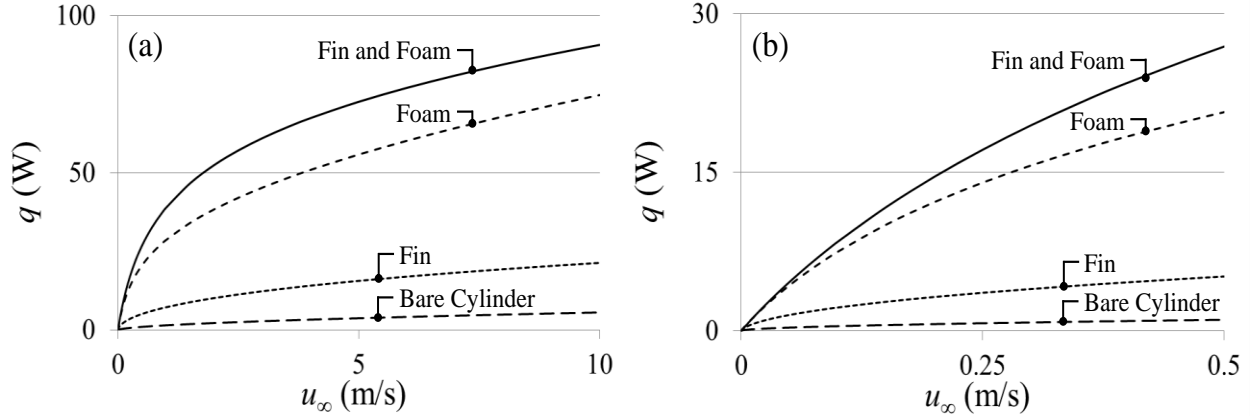 (a)
100
50
0
q (W)
Fin and Foam
Foam
Fin
Bare Cylinder
0 5 10
u∞ (m/s)
(b)
30
15
0
q (W)
Fin and Foam
Foam
Fin
Bare Cylinder
0 0.25 0.5
u∞ (m/s)